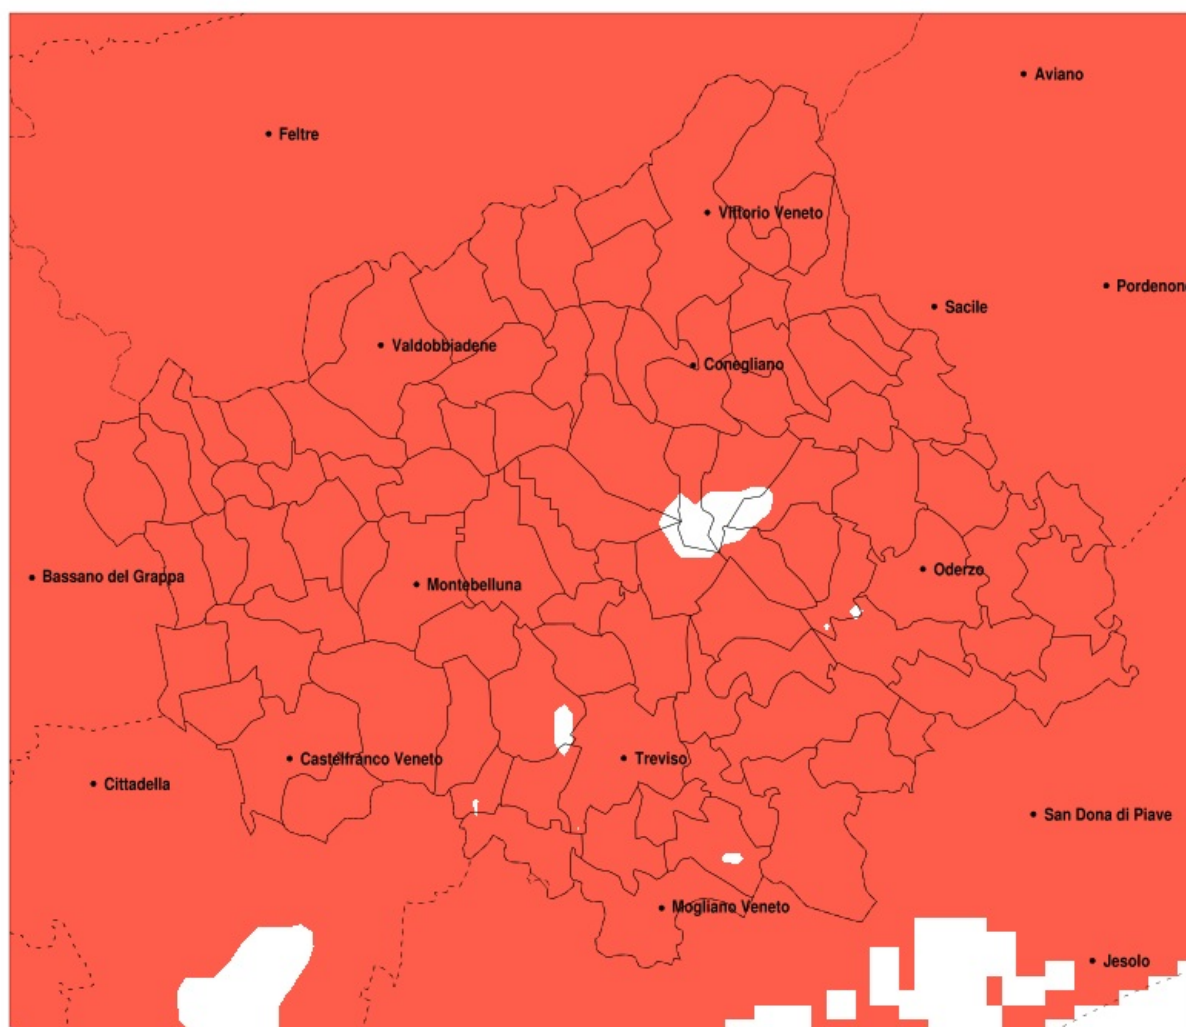 Aviano
Feltre
Vittorio Veneto
Pordenone
Sacile
Valdobbiadene
Conegliano
Oderzo
Bassano del Grappa
Montebelluna
Castelfranco Veneto
Treviso
Cittadella
San Dona di Piave
Mogliano Veneto
Jesolo